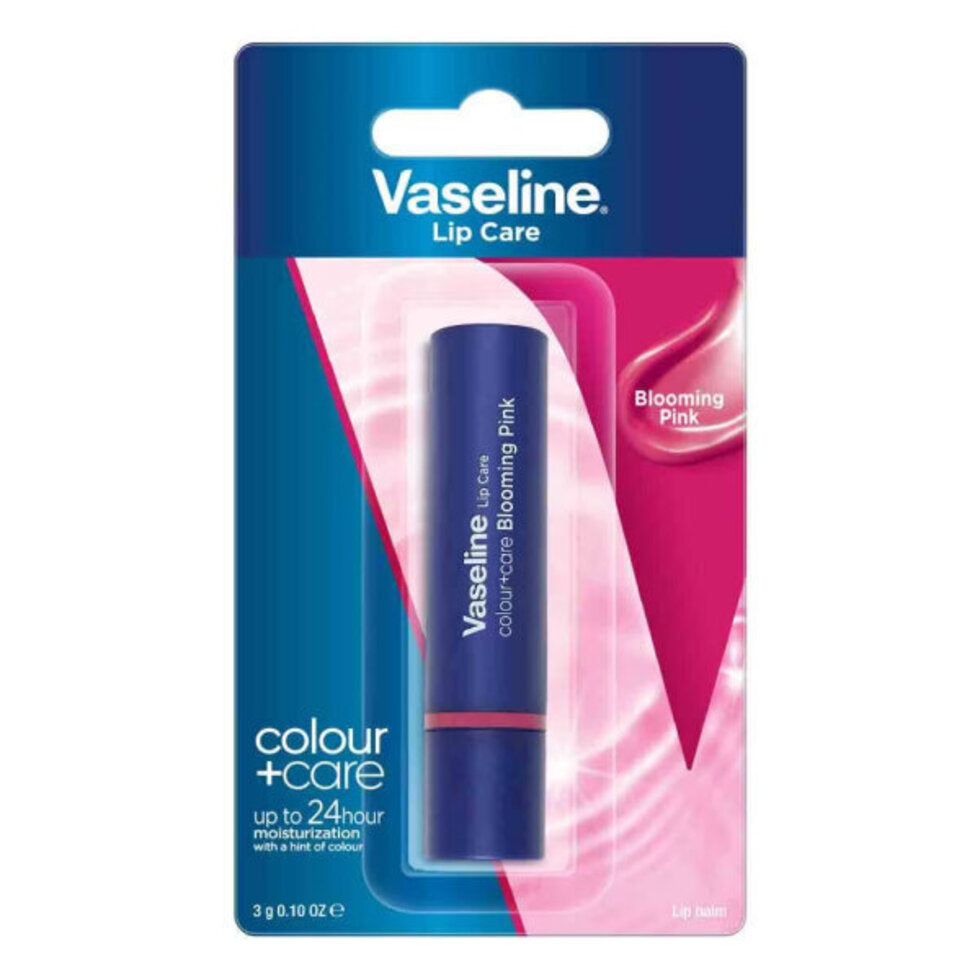 Vaseline®
Lip Care
Blooming
Pink
Vaseline Lip Care
colour+care Blooming Pink
colour
+care
up to 24hour
moisturization
with a hint of colour
3 g 0.10 OZ ℮
Lip balm